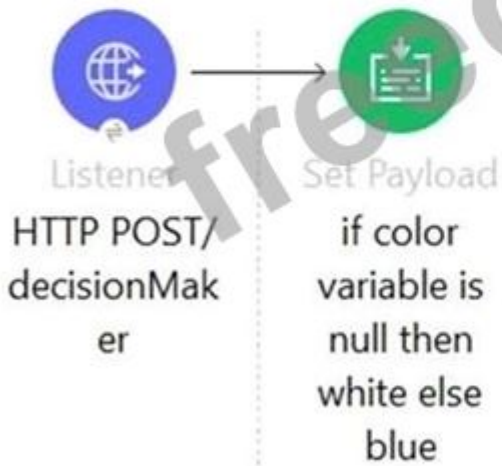 Listener
Set Payload
HTTP POST/
decisionMak
er
if color
variable is
null then
white else
blue